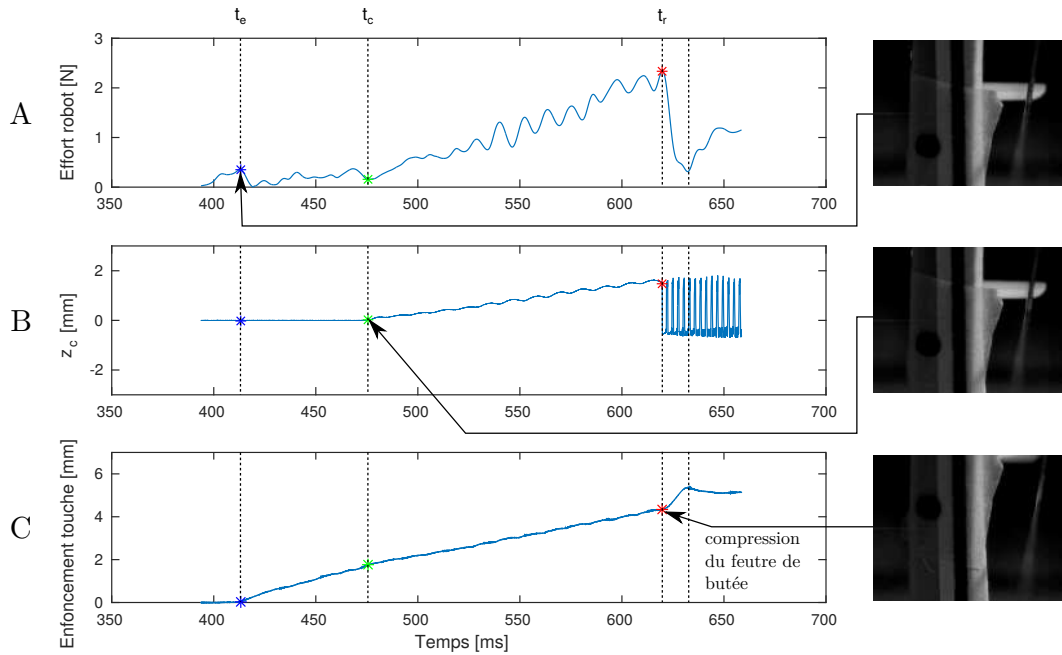 t_e t_c t_r
A
Effort robot [N]
3
2
1
0
350 400 450 500 550 600 650 700
B
z_c [mm]
2
0
-2
350 400 450 500 550 600 650 700
C
Enfoncement touche [mm]
6
4
2
0
compression
du feutre de
butée
350 400 450 500 550 600 650 700
Temps [ms]